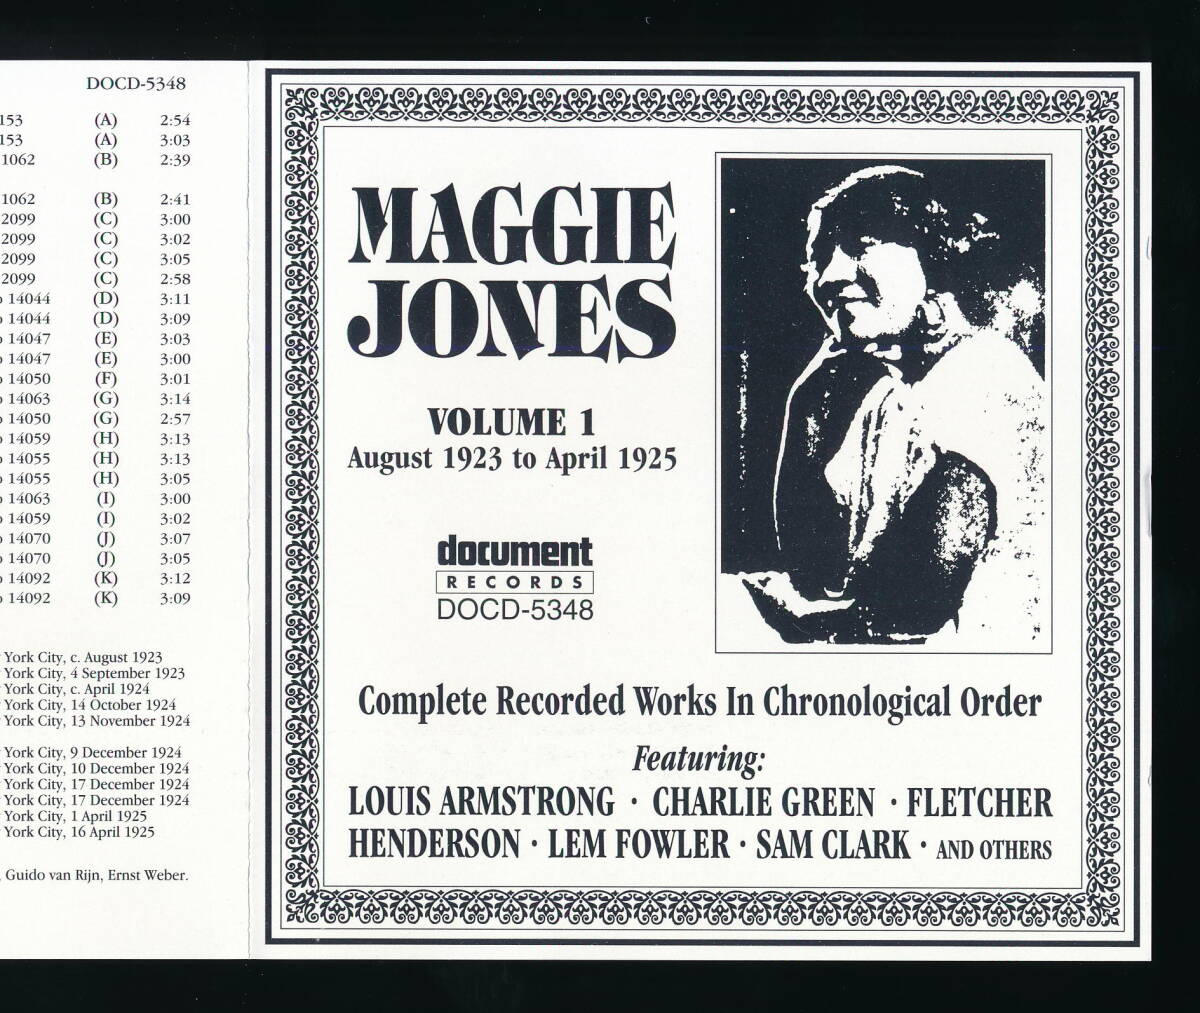 DOCD-5348
153 (A) 2:54
153 (A) 3:03
1062 (B) 2:39
1062 (B) 2:41
2099 (C) 3:00
2099 (C) 3:02
2099 (C) 3:05
2099 (C) 2:58
14044 (D) 3:11
14044 (D) 3:09
14047 (E) 3:03
14047 (E) 3:00
14050 (F) 3:01
14063 (G) 3:14
14050 (G) 2:57
14059 (H) 3:13
14055 (H) 3:13
14055 (H) 3:05
14063 (I) 3:00
14059 (I) 3:02
14070 (J) 3:07
14070 (J) 3:05
14092 (K) 3:12
14092 (K) 3:09
York City, c. August 1923
York City, 4 September 1923
York City, c. April 1924
York City, 14 October 1924
York City, 13 November 1924
York City, 9 December 1924
York City, 10 December 1924
York City, 17 December 1924
York City, 17 December 1924
York City, 1 April 1925
York City, 16 April 1925
, Guido van Rijn, Ernst Weber.
MAGGIE
JONES
VOLUME 1
August 1923 to April 1925
document
RECORDS
DOCD-5348
Complete Recorded Works In Chronological Order
Featuring:
LOUIS ARMSTRONG · CHARLIE GREEN · FLETCHER
HENDERSON · LEM FOWLER · SAM CLARK · AND OTHERS